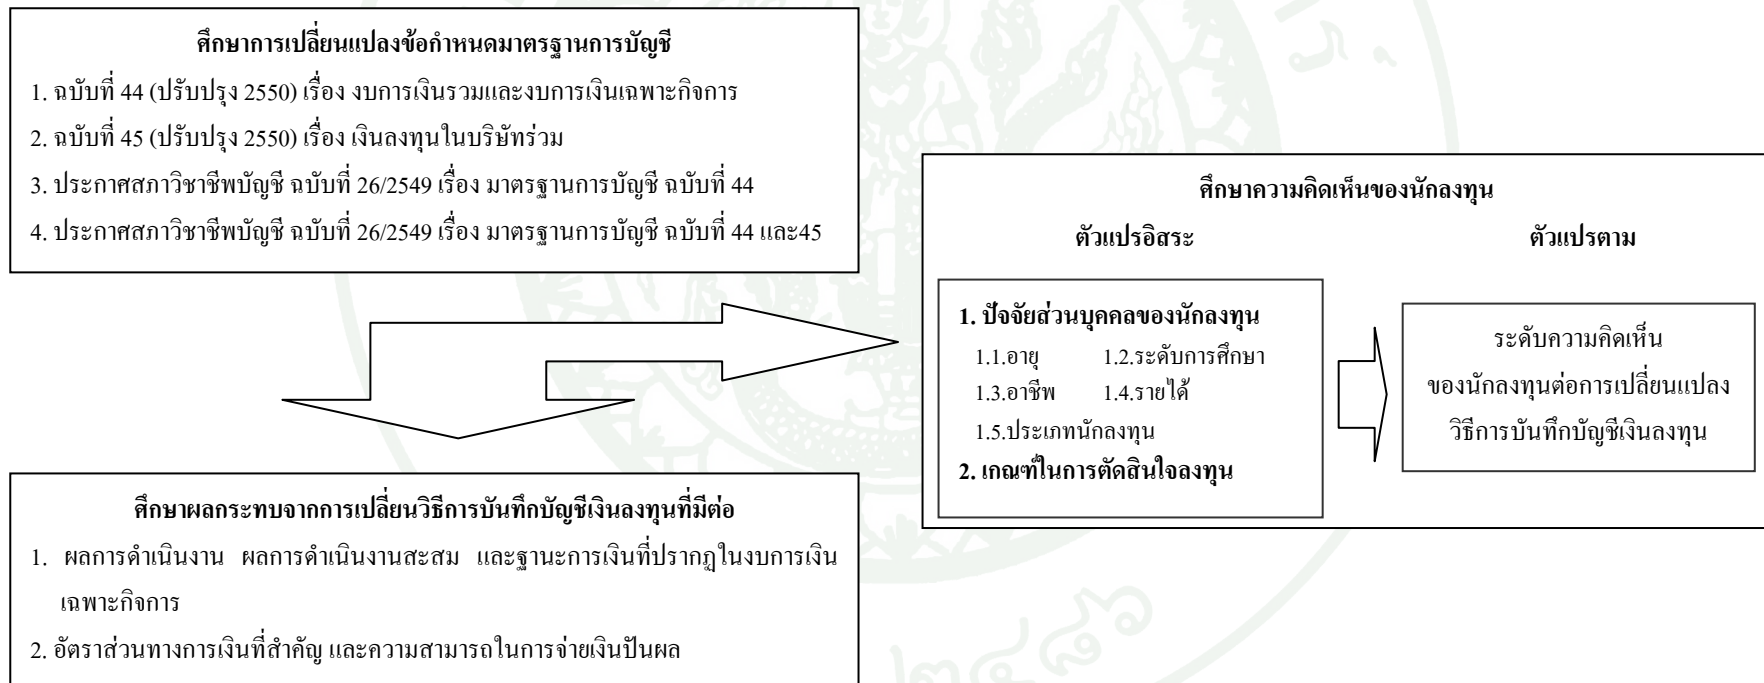 ศึกษาการเปลี่ยนแปลงข้อกำหนดมาตรฐานการบัญชี
1. ฉบับที่ 44 (ปรับปรุง 2550) เรื่อง งบการเงินรวมและงบการเงินเฉพาะกิจการ
2. ฉบับที่ 45 (ปรับปรุง 2550) เรื่อง เงินลงทุนในบริษัทร่วม
3. ประกาศสภาวิชาชีพบัญชี ฉบับที่ 26/2549 เรื่อง มาตรฐานการบัญชี ฉบับที่ 44
4. ประกาศสภาวิชาชีพบัญชี ฉบับที่ 26/2549 เรื่อง มาตรฐานการบัญชี ฉบับที่ 44 และ45
ศึกษาผลกระทบจากการเปลี่ยนวิธีการบันทึกบัญชีเงินลงทุนที่มีต่อ
1. ผลการดำเนินงาน ผลการดำเนินงานสะสม และฐานะการเงินที่ปรากฏในงบการเงิน
เฉพาะกิจการ
2. อัตราส่วนทางการเงินที่สำคัญ และความสามารถในการจ่ายเงินปันผล
ศึกษาความคิดเห็นของนักลงทุน
ตัวแปรอิสระ
ตัวแปรตาม
1. ปัจจัยส่วนบุคคลของนักลงทุน
1.1.อายุ 1.2.ระดับการศึกษา
1.3.อาชีพ 1.4.รายได้
1.5.ประเภทนักลงทุน
2. เกณฑ์ในการตัดสินใจลงทุน
ระดับความคิดเห็น
ของนักลงทุนต่อการเปลี่ยนแปลง
วิธีการบันทึกบัญชีเงินลงทุน
๒๔๘๖